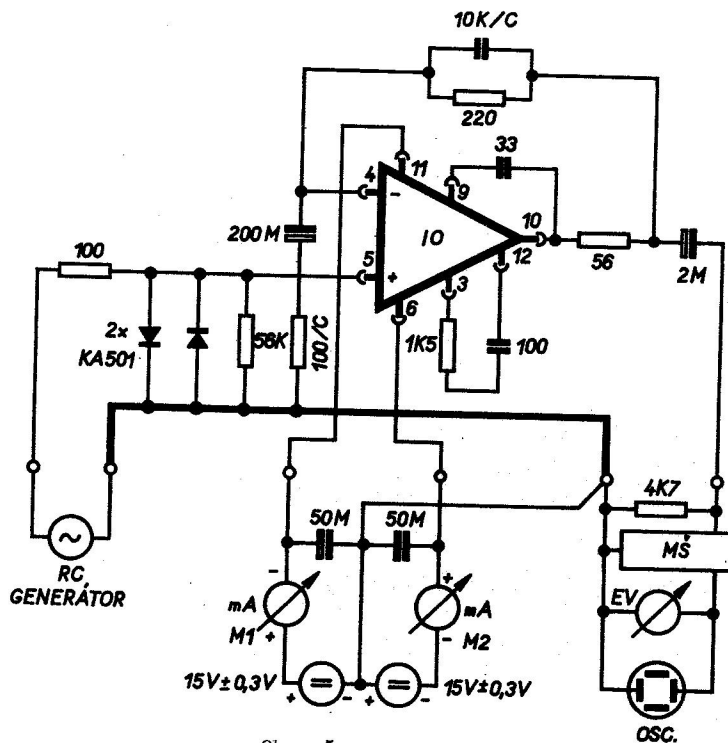 10K/C
220
33
11
4
-
9
10
IO
12
200M
5
+
3
6
56
2M
100
2x
KA501
56K
100/C
1K5
100
50M
50M
4K7
MŠ
EV
RC
GENERÁTOR
-
mA
M1 +
+
mA
- M2
15V±0,3V
+ -
+ -
15V±0,3V
OSC.